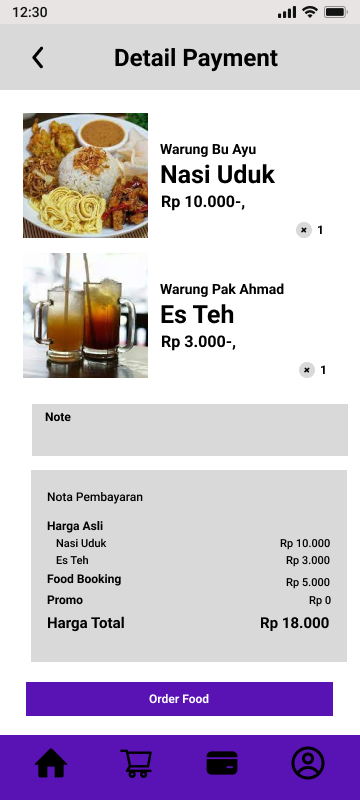 12:30
Detail Payment
Warung Bu Ayu
Nasi Uduk
Rp 10.000-,
× 1
Warung Pak Ahmad
Es Teh
Rp 3.000-,
× 1
Note
Nota Pembayaran
Harga Asli
Nasi Uduk Rp 10.000
Es Teh Rp 3.000
Food Booking Rp 5.000
Promo Rp 0
Harga Total Rp 18.000
Order Food